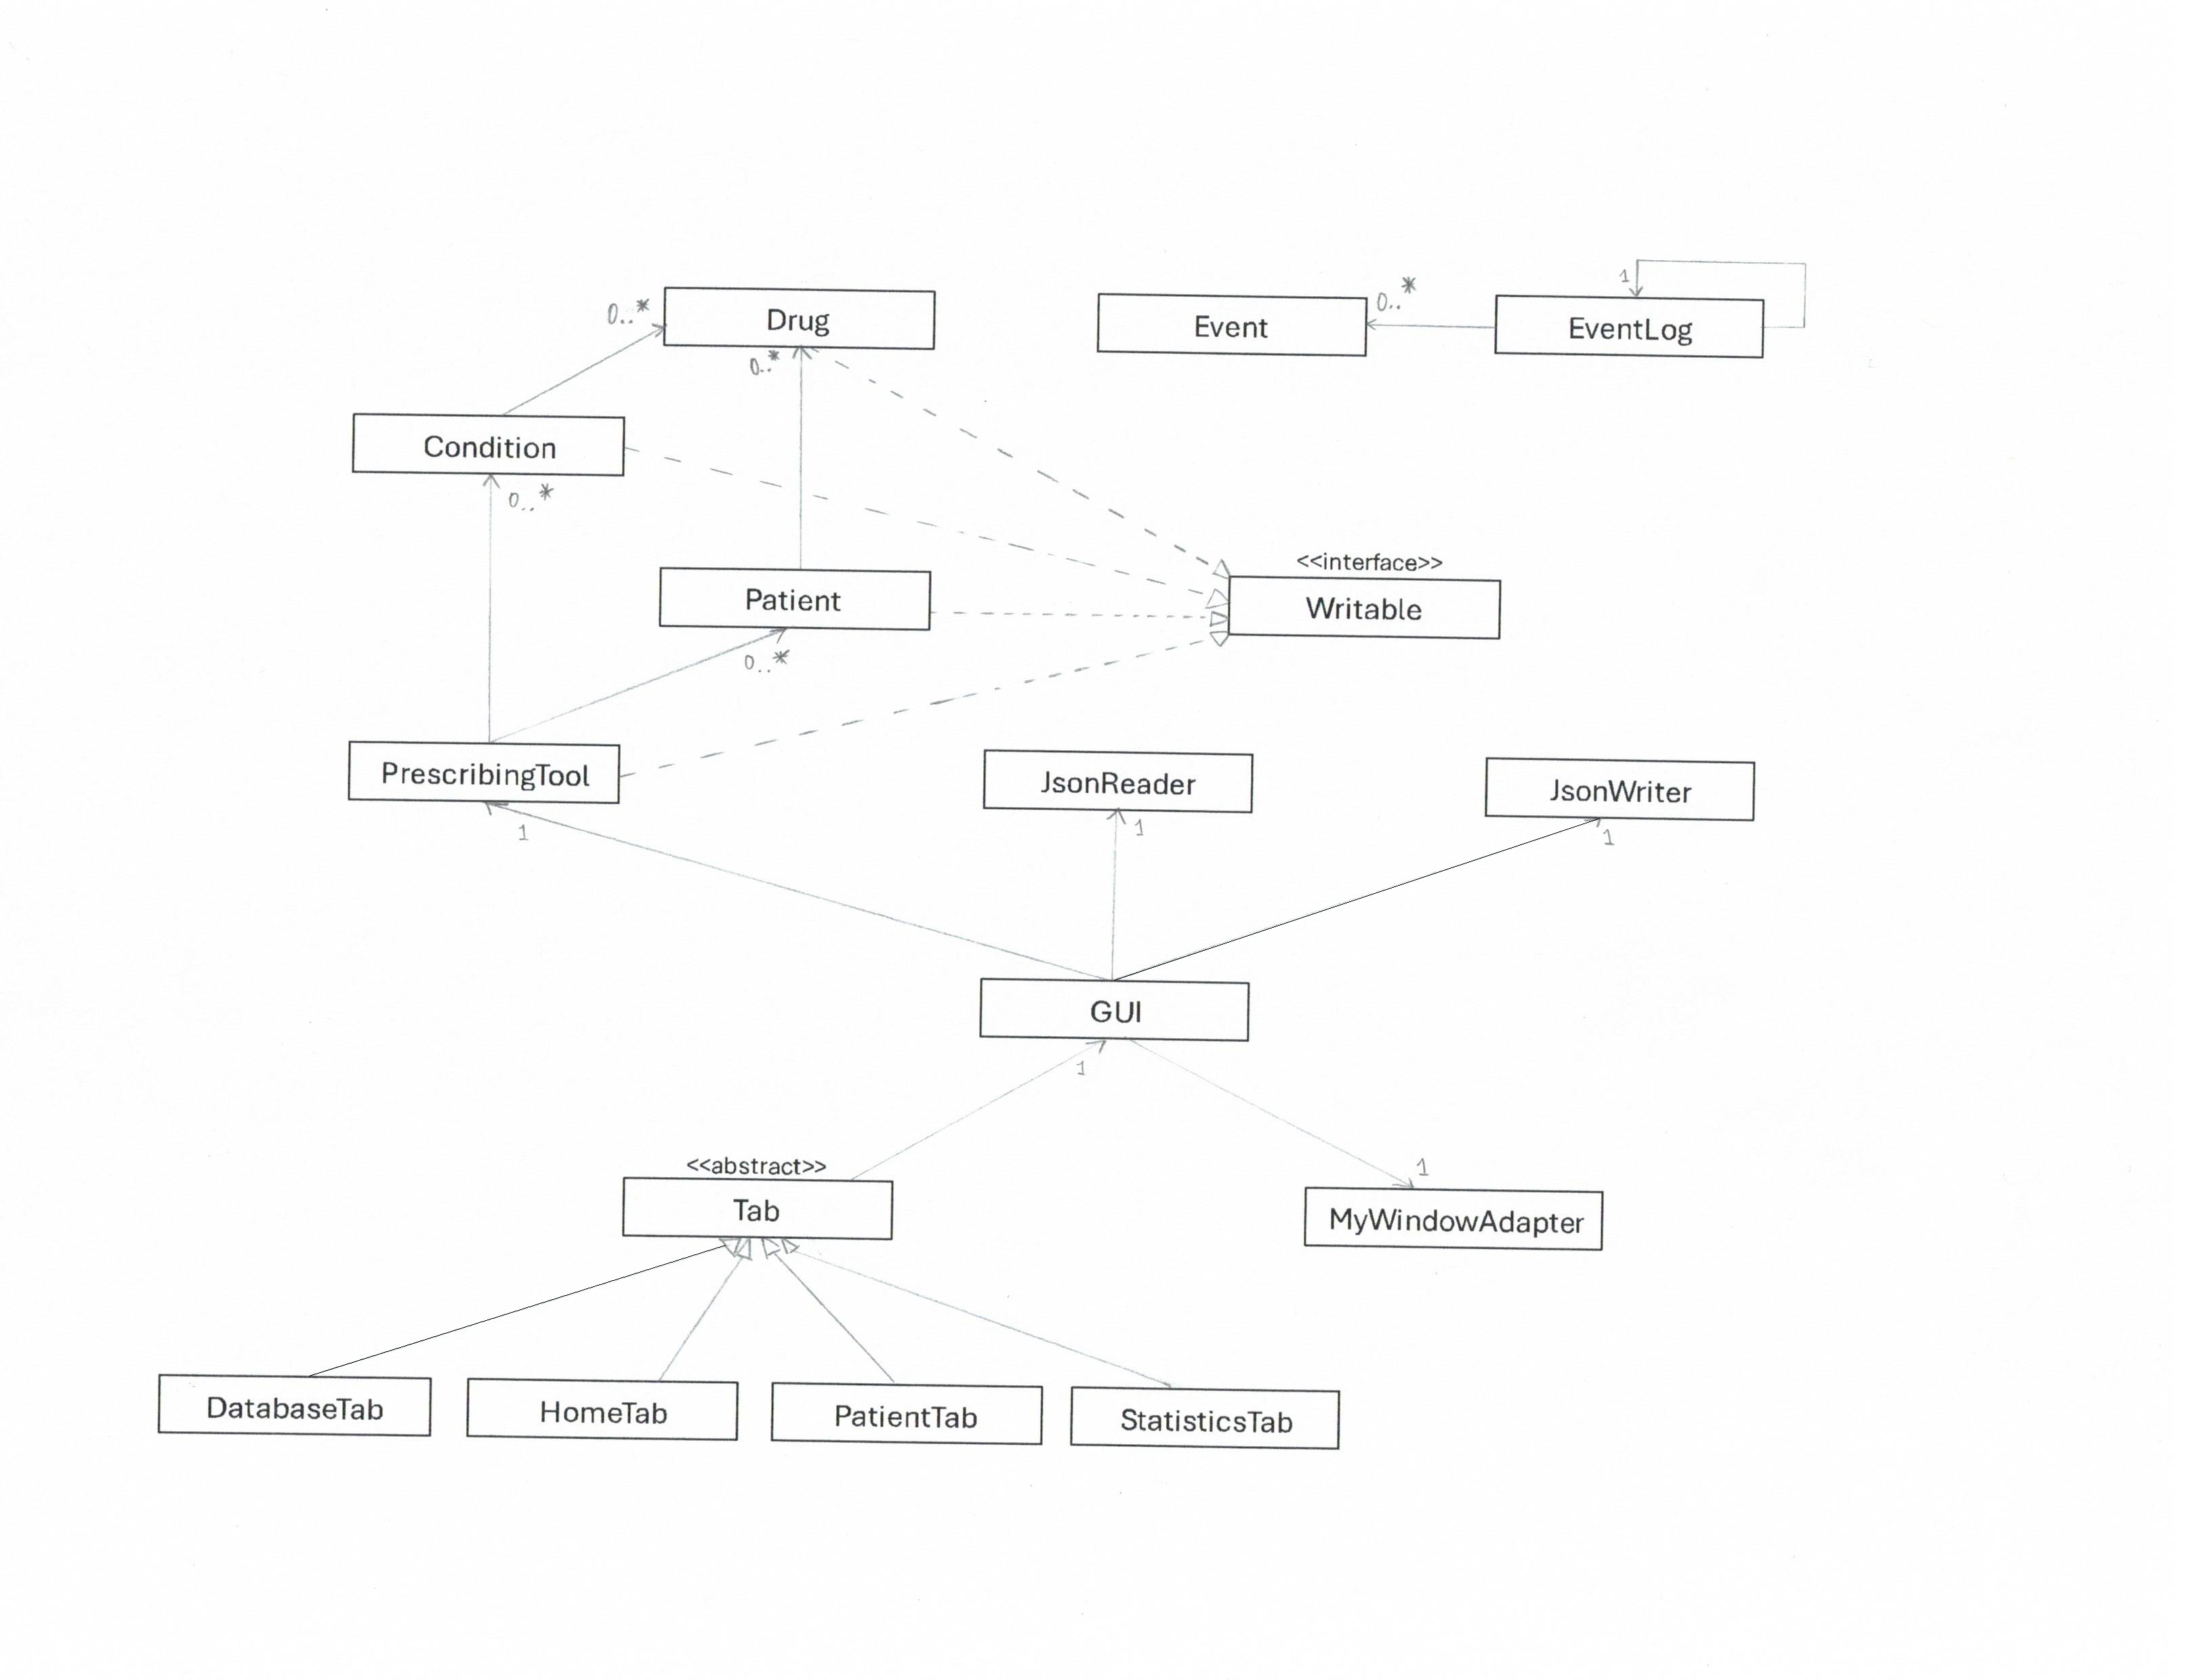 0..*
Drug
0..*
Event
0..*
1
EventLog
Condition
0..*
Patient
0..*
<<interface>>
Writable
PrescribingTool
1
JsonReader
1
JsonWriter
1
GUI
1
<<abstract>>
Tab
1
MyWindowAdapter
DatabaseTab
HomeTab
PatientTab
StatisticsTab